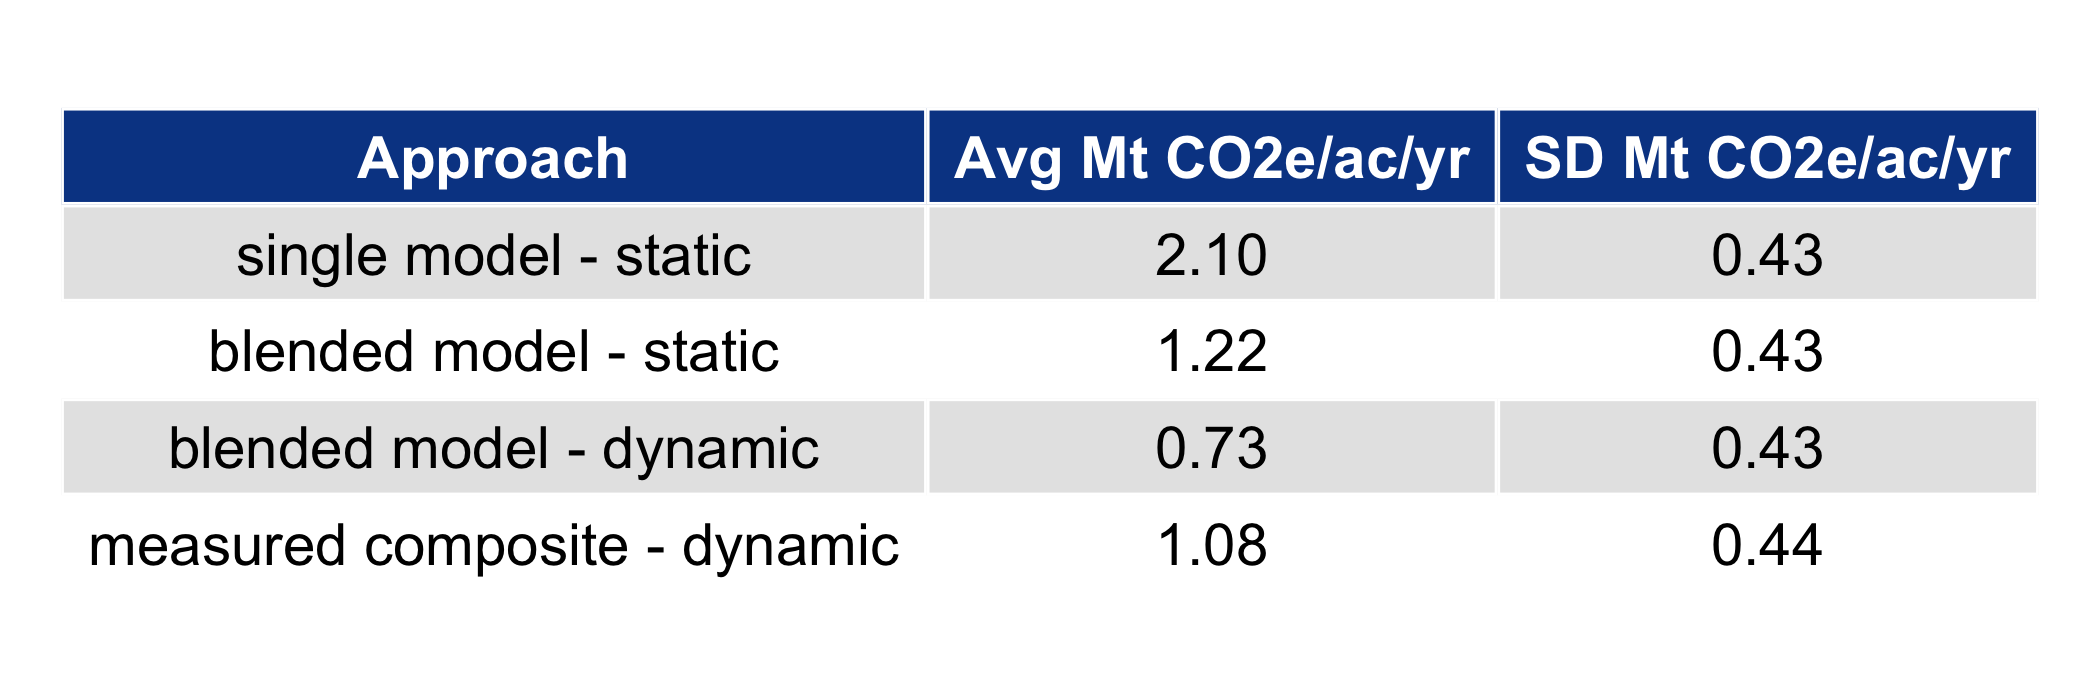 Approach Avg Mt CO2e/ac/yr SD Mt CO2e/ac/yr
single model - static 2.10 0.43
blended model - static 1.22 0.43
blended model - dynamic 0.73 0.43
measured composite - dynamic 1.08 0.44